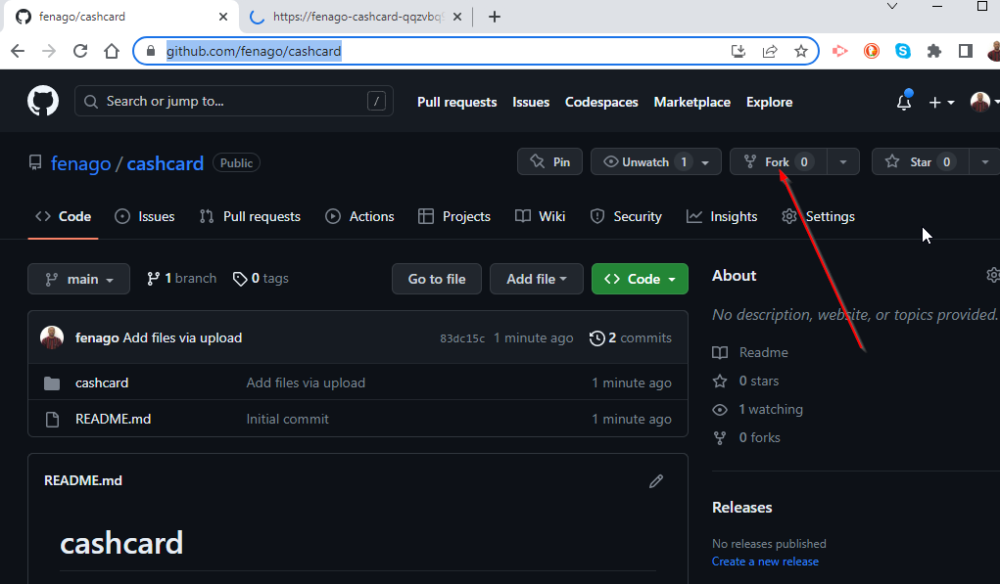 fenago/cashcard
https://fenago-cashcard-qqzvbq
github.com/fenago/cashcard
Search or jump to... /
Pull requests Issues Codespaces Marketplace Explore
fenago / cashcard Public
Pin Unwatch 1 Fork 0 Star 0
Code Issues Pull requests Actions Projects Wiki Security Insights Settings
main 1 branch 0 tags Go to file Add file Code
fenago Add files via upload 83dc15c 1 minute ago 2 commits
cashcard Add files via upload 1 minute ago
README.md Initial commit 1 minute ago
README.md
cashcard
About
No description, website, or topics provided.
Readme
0 stars
1 watching
0 forks
Releases
No releases published
Create a new release